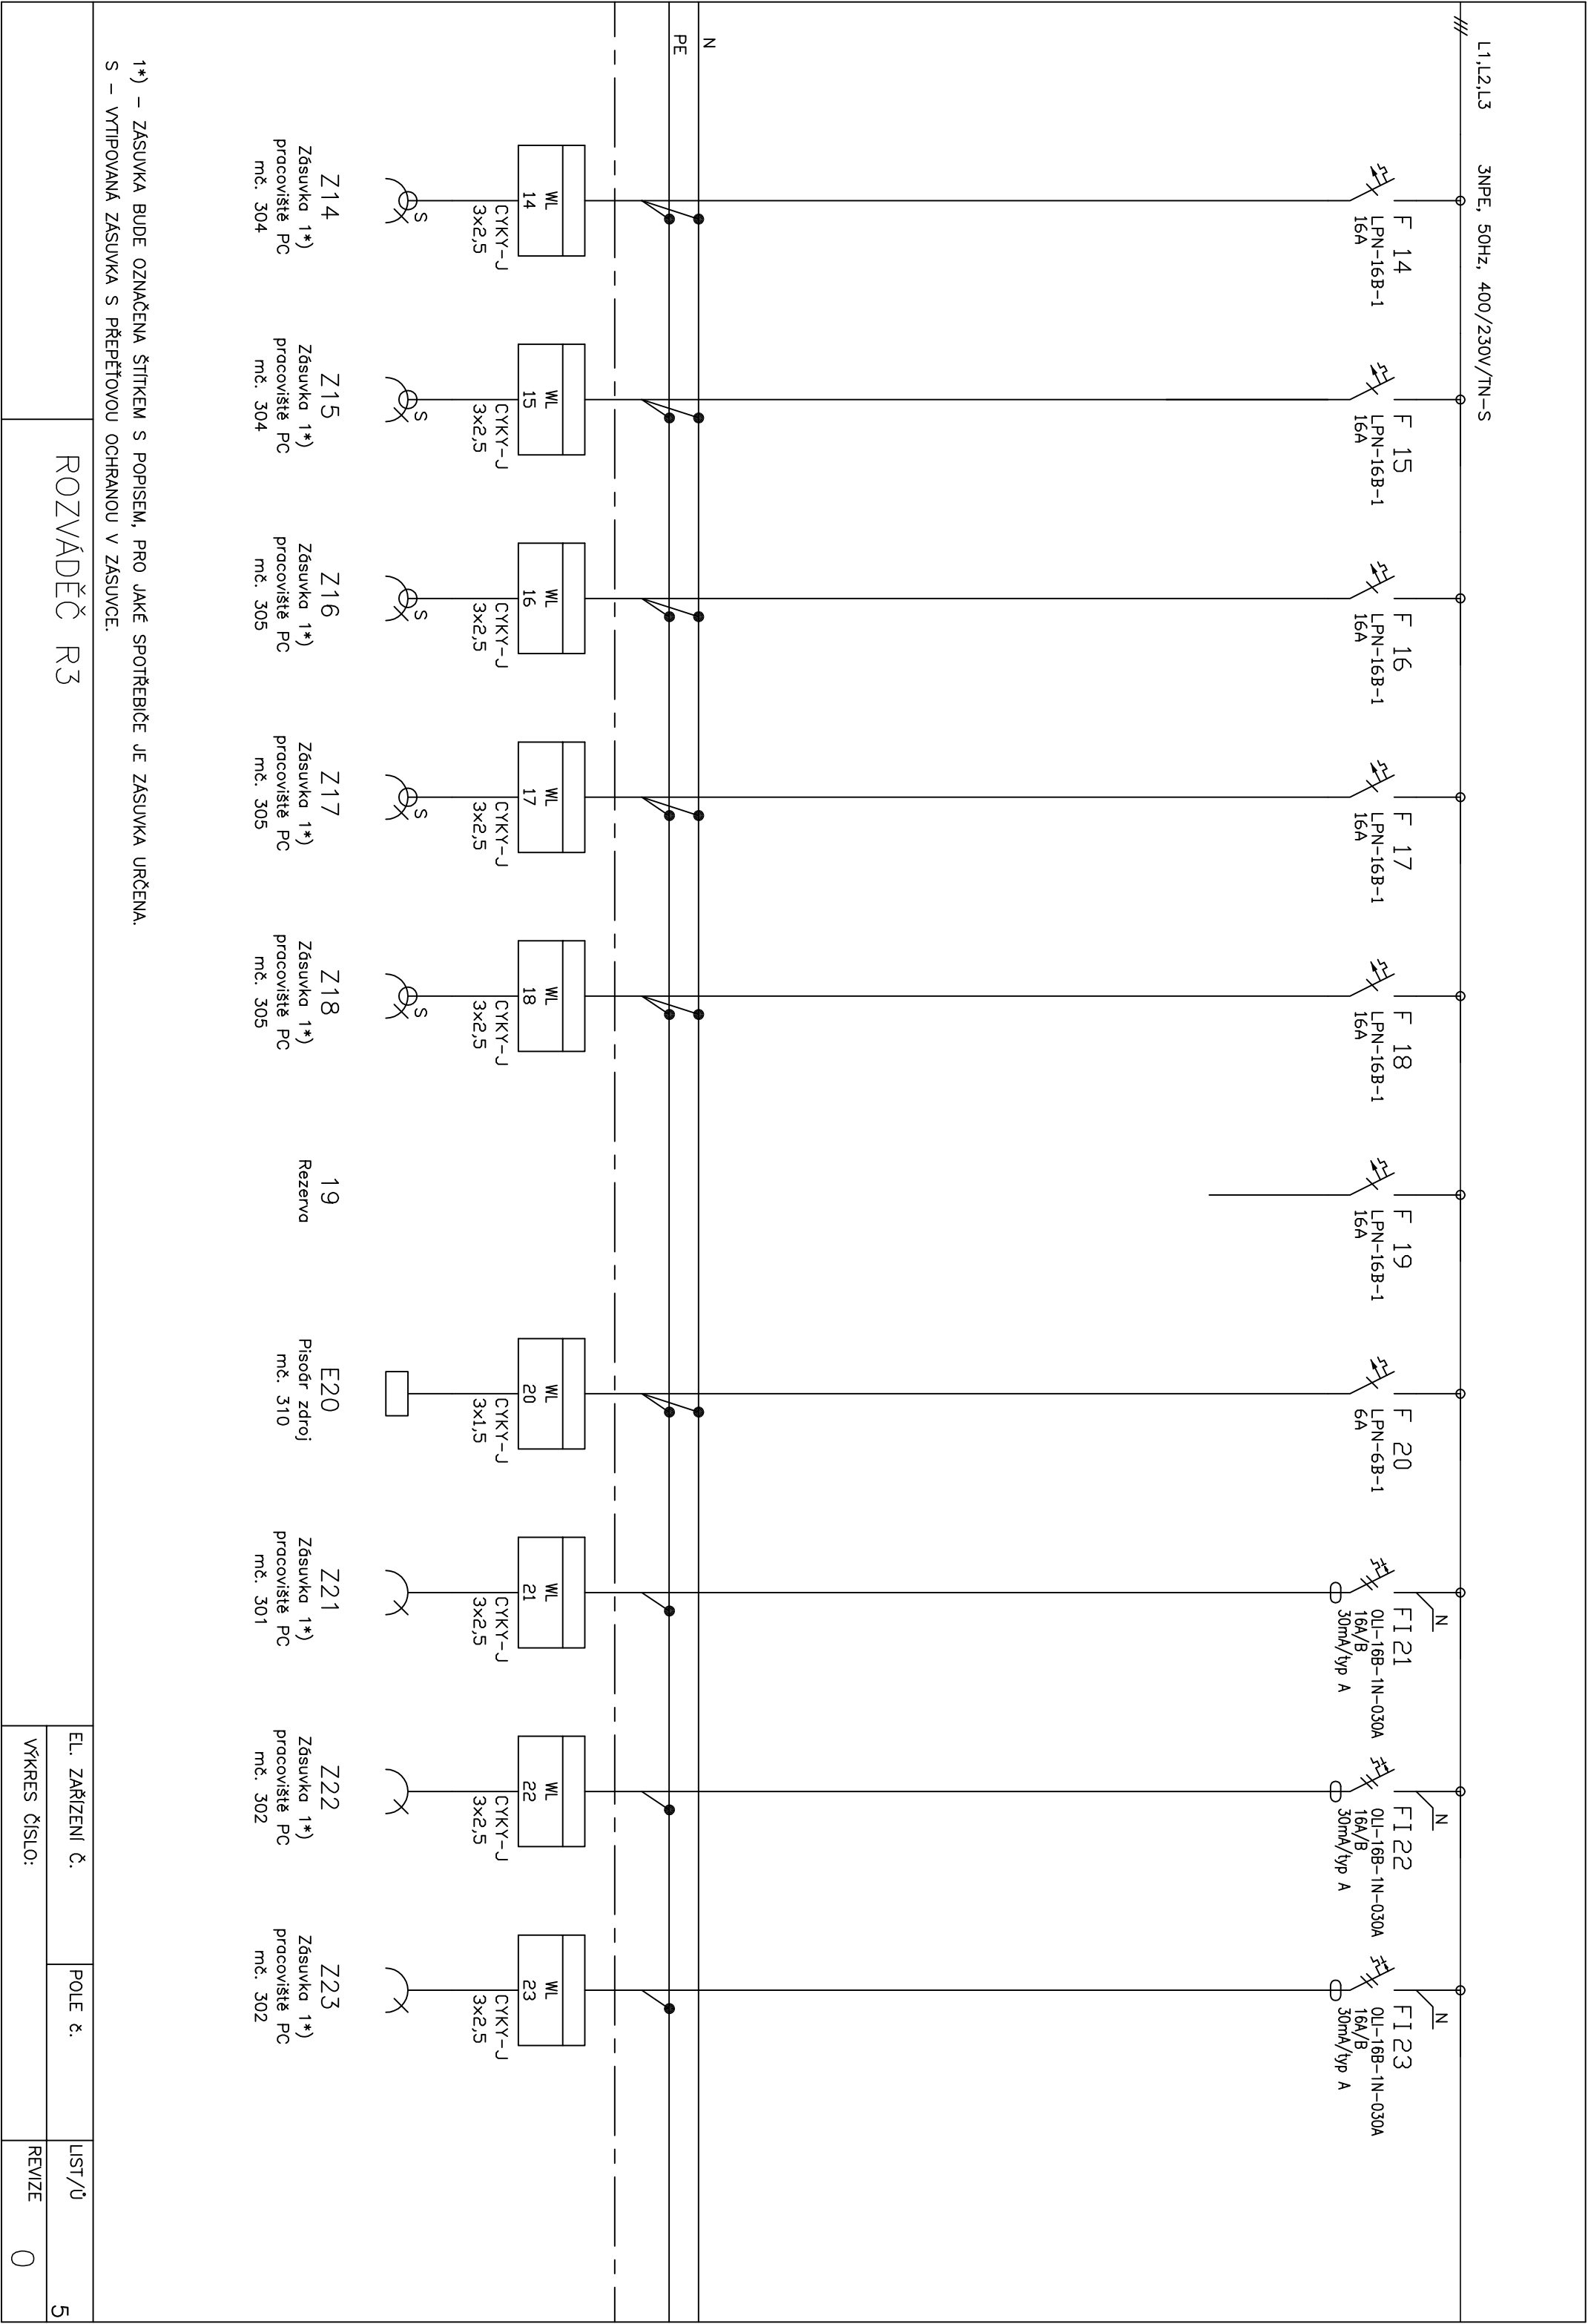 L1,L2,L3 3NPE, 50Hz, 400/230V/TN-S
F 14
LPN-16B-1
16A
F 15
LPN-16B-1
16A
F 16
LPN-16B-1
16A
F 17
LPN-16B-1
16A
F 18
LPN-16B-1
16A
F 19
LPN-16B-1
16A
F 20
LPN-6B-1
6A
N
FI21
OLI-16B-1N-030A
16A/B
30mA/typ A
N
FI22
OLI-16B-1N-030A
16A/B
30mA/typ A
N
FI23
OLI-16B-1N-030A
16A/B
30mA/typ A
N
PE
WL
14
CYKY-J
3x2,5
S
Z14
Zásuvka 1*)
pracoviště PC
mč. 304
WL
15
CYKY-J
3x2,5
S
Z15
Zásuvka 1*)
pracoviště PC
mč. 304
WL
16
CYKY-J
3x2,5
S
Z16
Zásuvka 1*)
pracoviště PC
mč. 305
WL
17
CYKY-J
3x2,5
S
Z17
Zásuvka 1*)
pracoviště PC
mč. 305
WL
18
CYKY-J
3x2,5
S
Z18
Zásuvka 1*)
pracoviště PC
mč. 305
19
Rezerva
WL
20
CYKY-J
3x1,5
E20
Pisoár zdroj
mč. 310
WL
21
CYKY-J
3x2,5
Z21
Zásuvka 1*)
pracoviště PC
mč. 301
WL
22
CYKY-J
3x2,5
Z22
Zásuvka 1*)
pracoviště PC
mč. 302
WL
23
CYKY-J
3x2,5
Z23
Zásuvka 1*)
pracoviště PC
mč. 302
1*) - ZÁSUVKA BUDE OZNAČENA ŠTÍTKEM S POPISEM, PRO JAKÉ SPOTŘEBIČE JE ZÁSUVKA URČENA.
S - VYTIPOVANÁ ZÁSUVKA S PŘEPĚŤOVOU OCHRANOU V ZÁSUVCE.
ROZVÁDĚČ R3
EL. ZAŘÍZENÍ Č.
POLE č.
LIST/Ů 5
VÝKRES ČÍSLO:
REVIZE 0